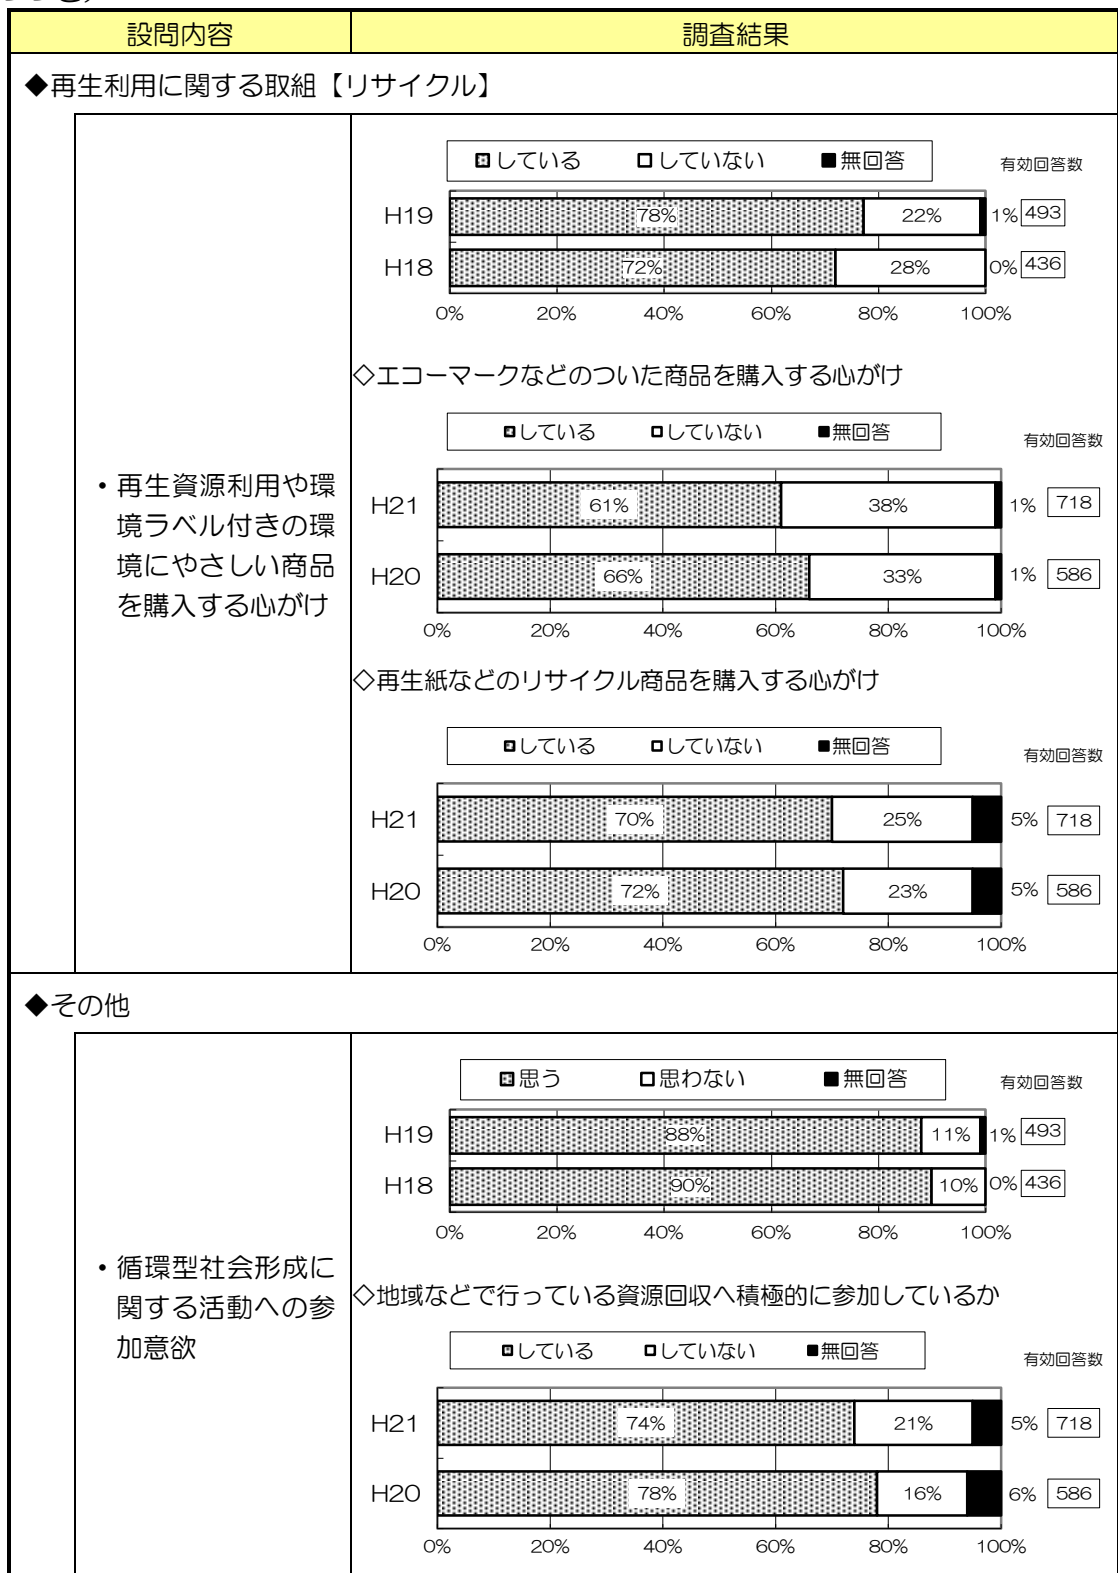 設問内容 調査結果
◆再生利用に関する取組【リサイクル】
・再生資源利用や環
境ラベル付きの環
境にやさしい商品
を購入する心がけ
している していない 無回答 有効回答数
H19 78% 22% 1% 493
H18 72% 28% 0% 436
0% 20% 40% 60% 80% 100%
◇エコーマークなどのついた商品を購入する心がけ
している していない 無回答 有効回答数
H21 61% 38% 1% 718
H20 66% 33% 1% 586
0% 20% 40% 60% 80% 100%
◇再生紙などのリサイクル商品を購入する心がけ
している していない 無回答 有効回答数
H21 70% 25% 5% 718
H20 72% 23% 5% 586
0% 20% 40% 60% 80% 100%
◆その他
・循環型社会形成に
関する活動への参
加意欲
思う 思わない 無回答 有効回答数
H19 88% 11% 1% 493
H18 90% 10% 0% 436
0% 20% 40% 60% 80% 100%
◇地域などで行っている資源回収へ積極的に参加しているか
している していない 無回答 有効回答数
H21 74% 21% 5% 718
H20 78% 16% 6% 586
0% 20% 40% 60% 80% 100%